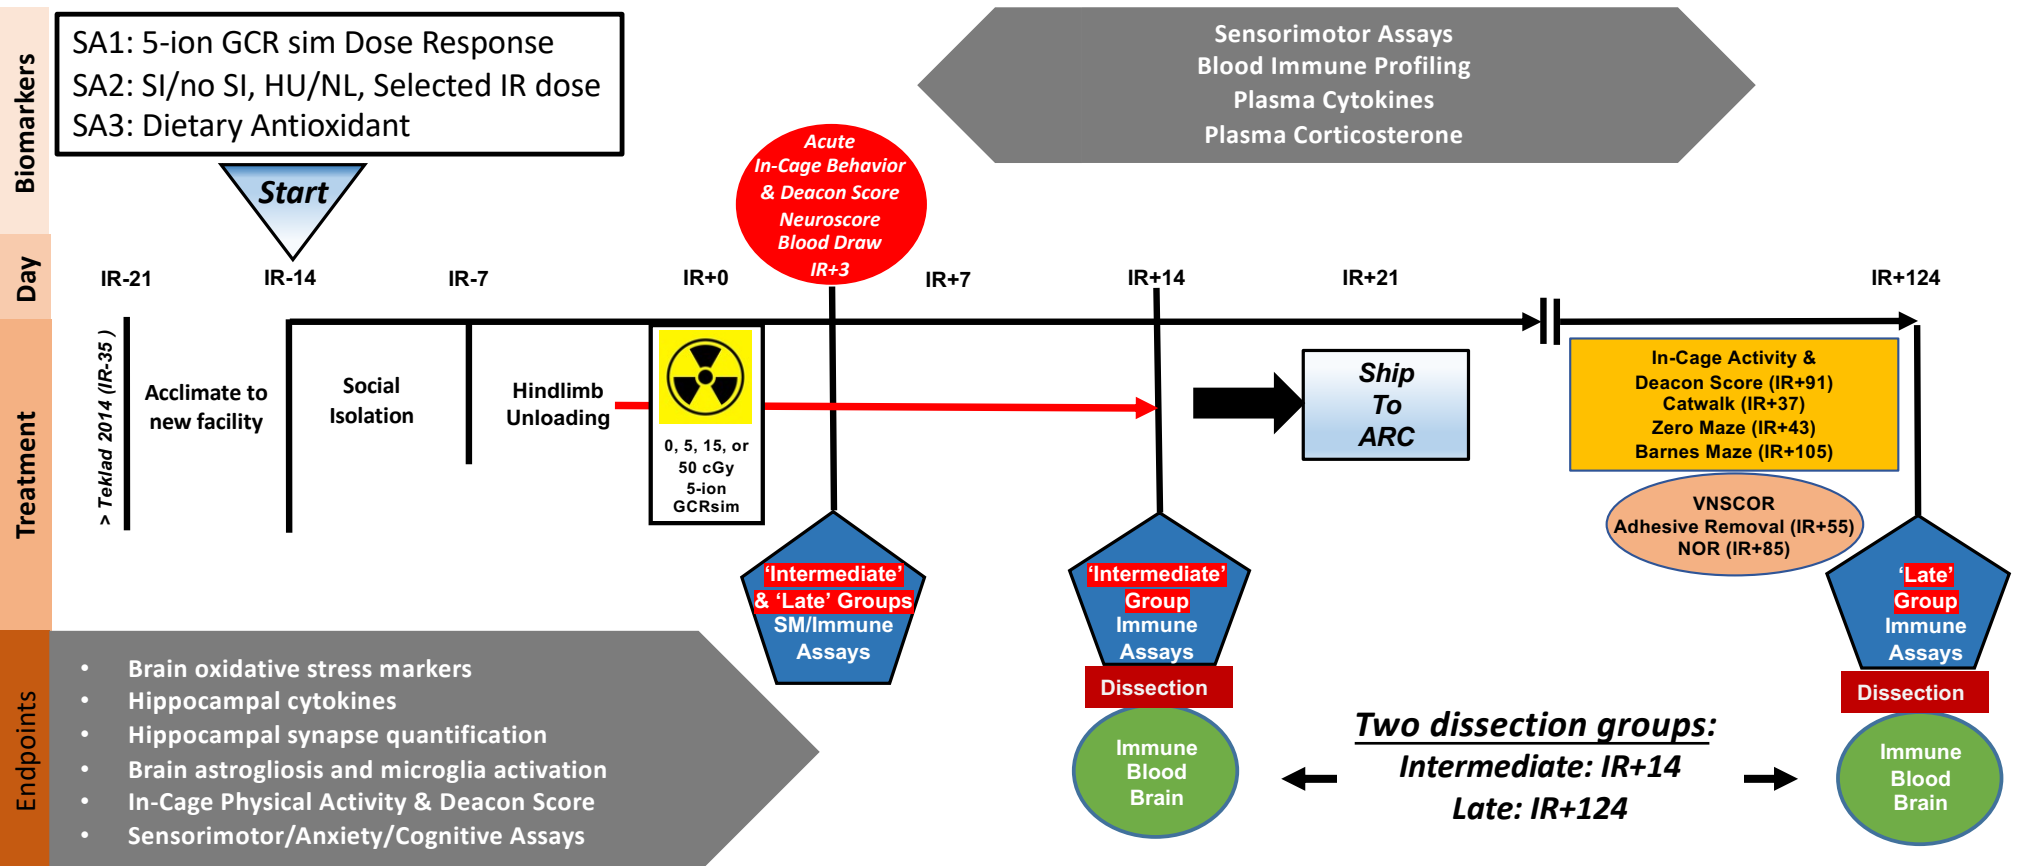 Biomarkers
SA1: 5-ion GCR sim Dose Response
SA2: SI/no SI, HU/NL, Selected IR dose
SA3: Dietary Antioxidant
Start
Acute
In-Cage Behavior
& Deacon Score
Neuroscore
Blood Draw
IR+3
Sensorimotor Assays
Blood Immune Profiling
Plasma Cytokines
Plasma Corticosterone
Day
IR-21
IR-14
IR-7
IR+0
IR+7
IR+14
IR+21
IR+124
Treatment
> Teklad 2014 (IR-35 )
Acclimate to
new facility
Social
Isolation
Hindlimb
Unloading
0, 5, 15, or
50 cGy
5-ion
GCRsim
Ship
To
ARC
In-Cage Activity &
Deacon Score (IR+91)
Catwalk (IR+37)
Zero Maze (IR+43)
Barnes Maze (IR+105)
VNSCOR
Adhesive Removal (IR+55)
NOR (IR+85)
'Intermediate'
& 'Late' Groups
SM/Immune
Assays
'Intermediate'
Group
Immune
Assays
Dissection
Immune
Blood
Brain
'Late'
Group
Immune
Assays
Dissection
Immune
Blood
Brain
Endpoints
• Brain oxidative stress markers
• Hippocampal cytokines
• Hippocampal synapse quantification
• Brain astrogliosis and microglia activation
• In-Cage Physical Activity & Deacon Score
• Sensorimotor/Anxiety/Cognitive Assays
Two dissection groups:
Intermediate: IR+14
Late: IR+124